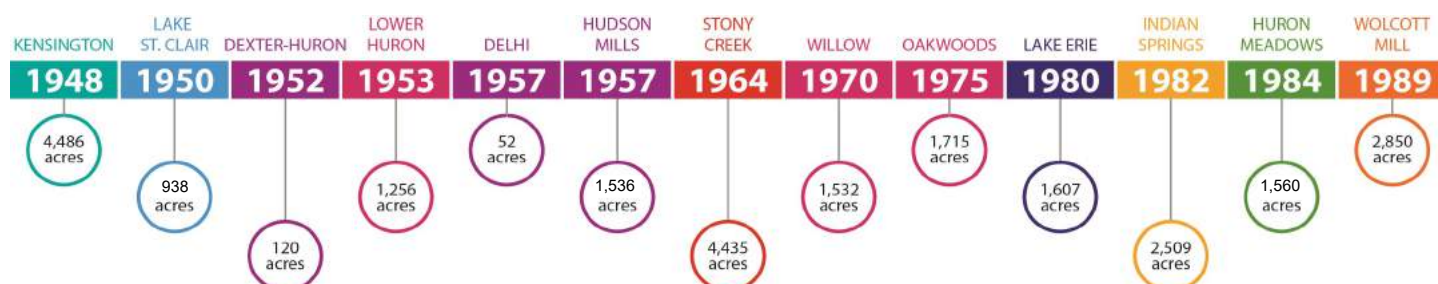 KENSINGTON
1948
4,486
acres
LAKE
ST. CLAIR
1950
938
acres
DEXTER-HURON
1952
120
acres
LOWER
HURON
1953
1,256
acres
DELHI
1957
52
acres
HUDSON
MILLS
1957
1,536
acres
STONY
CREEK
1964
4,435
acres
WILLOW
1970
1,532
acres
OAKWOODS
1975
1,715
acres
LAKE ERIE
1980
1,607
acres
INDIAN
SPRINGS
1982
2,509
acres
HURON
MEADOWS
1984
1,560
acres
WOLCOTT
MILL
1989
2,850
acres